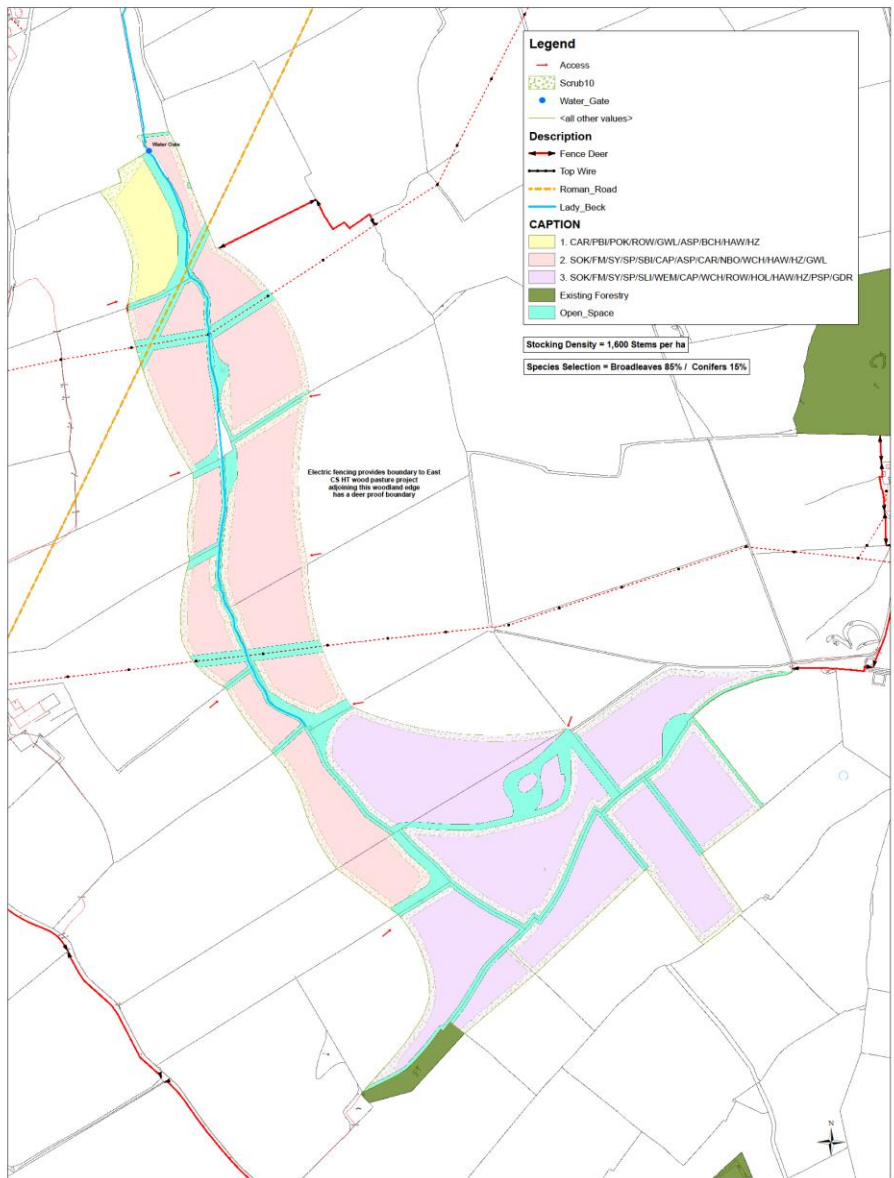 Water Gate
Legend
Access
Scrub10
Water_Gate
<all other values>
Description
Fence Deer
Top Wire
Roman_Road
Lady_Beck
CAPTION
1. CAR/PBI/POK/ROW/GWL/ASP/BCH/HAW/HZ
2. SOK/FM/SY/SP/SBI/CAP/ASP/CAR/NBO/WCH/HAW/HZ/GWL
3. SOK/FM/SY/SP/SLI/WEM/CAP/WCH/ROW/HOL/HAW/HZ/PSP/GDR
Existing Forestry
Open_Space
Stocking Density = 1,600 Stems per ha
Species Selection = Broadleaves 85% / Conifers 15%
Electric fencing provides boundary to East
CS HT wood pasture project
adjoining this woodland edge
has a deer proof boundary
N